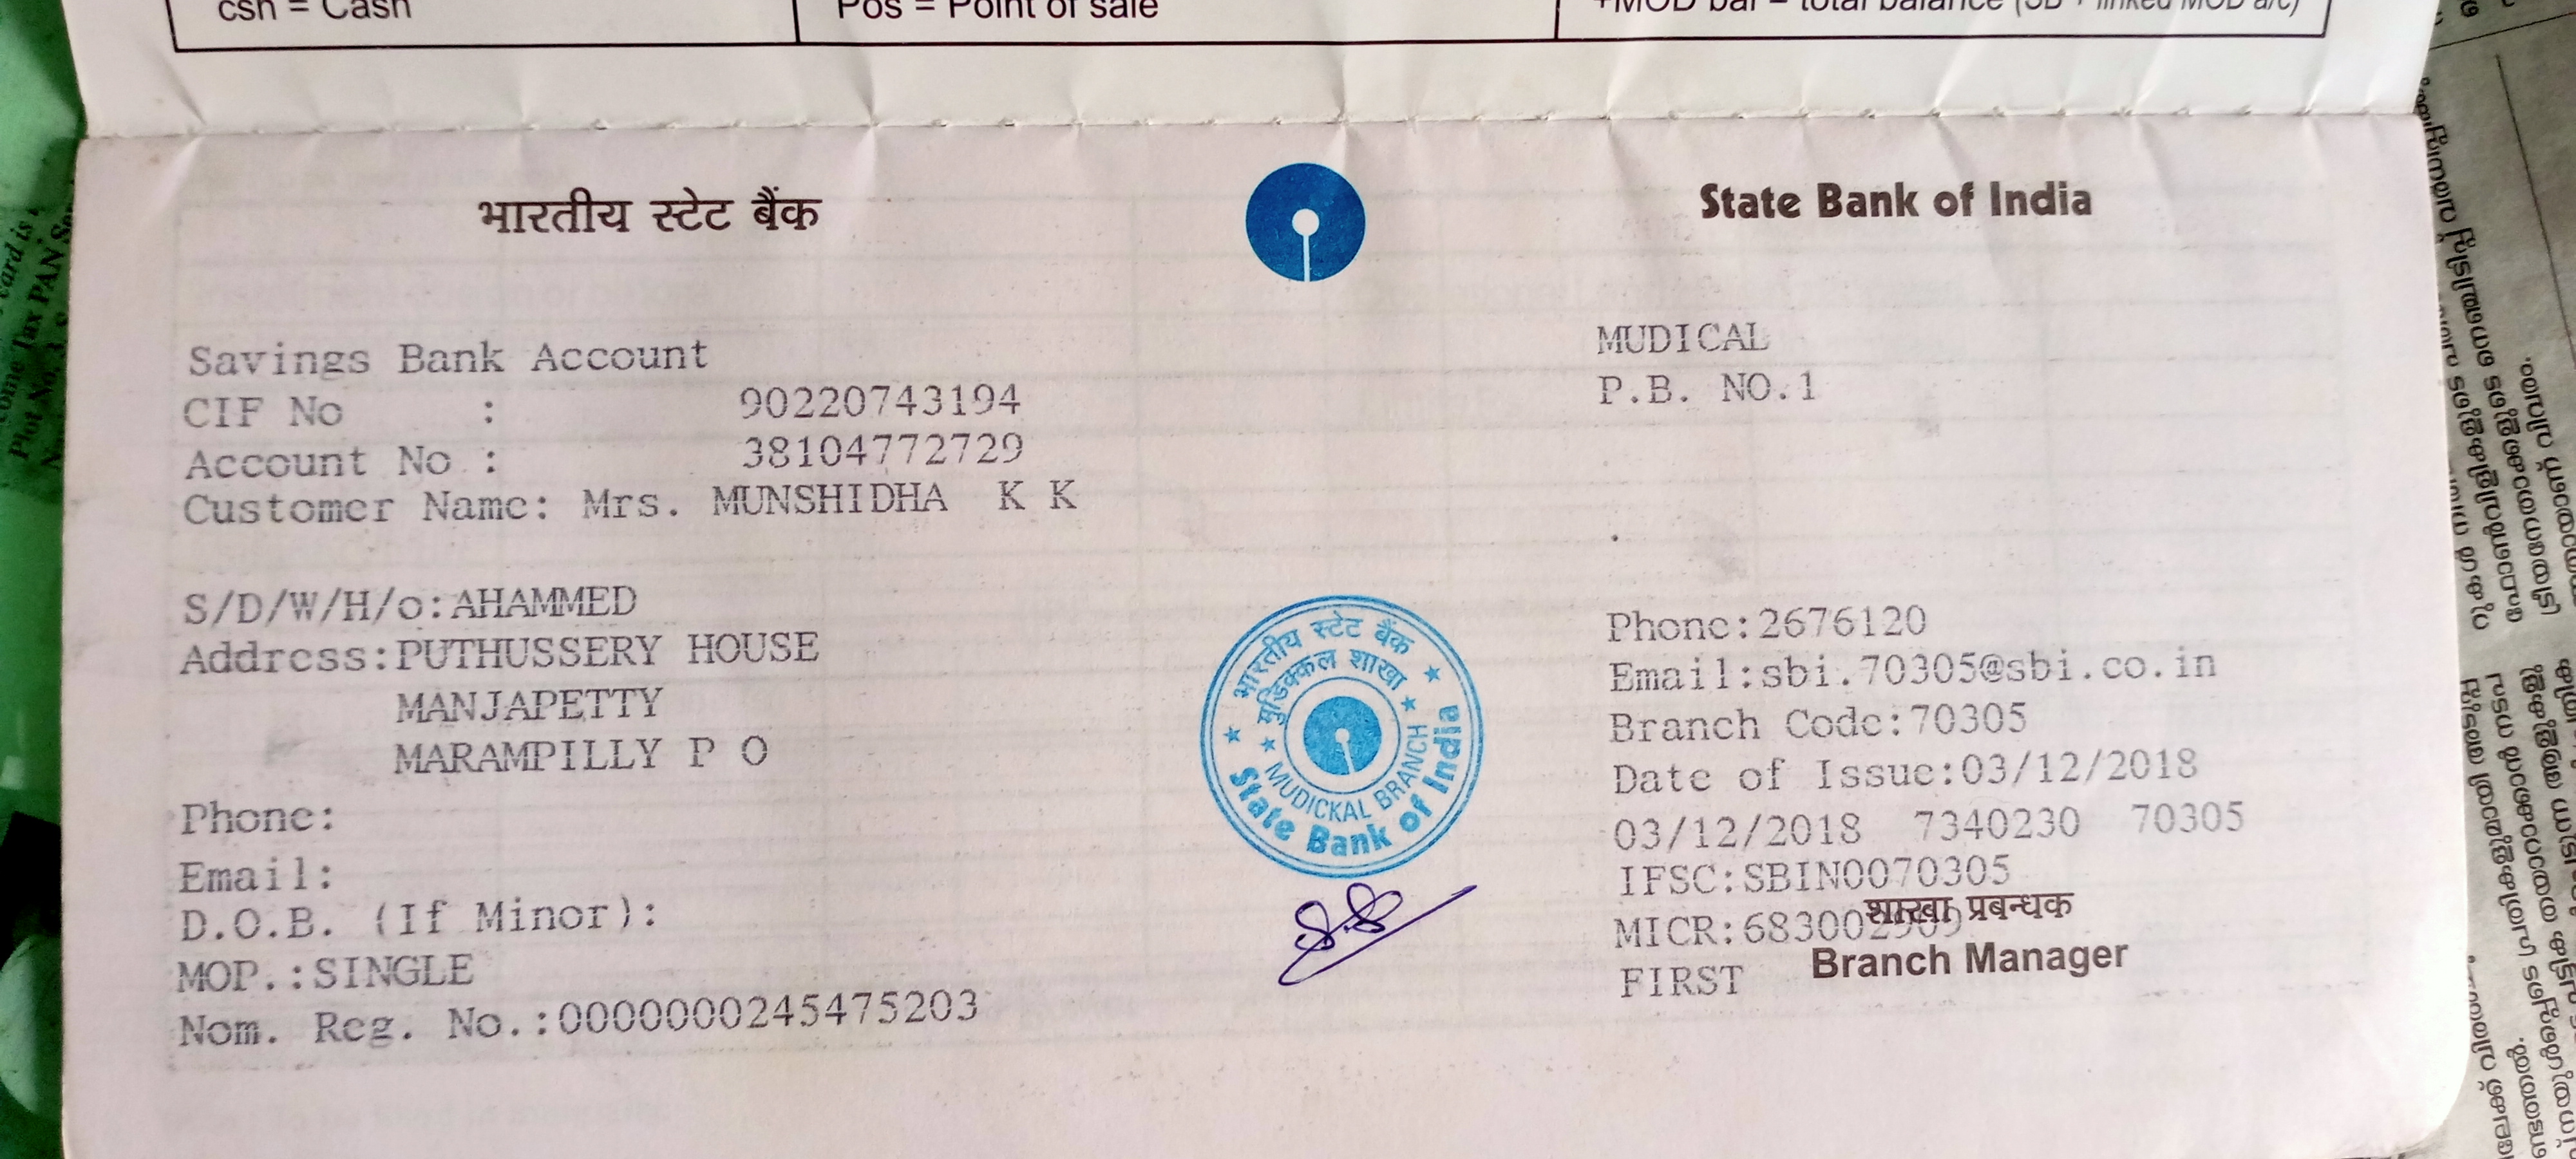 csh = Cash
Pos = Point of sale
+MOD bal = total balance (SB + linked MOD a/c)
भारतीय स्टेट बैंक
State Bank of India
Savings Bank Account
CIF No : 90220743194
Account No : 38104772729
Customer Name: Mrs. MUNSHIDHA K K
S/D/W/H/o:AHAMMED
Address:PUTHUSSERY HOUSE
MANJAPETTY
MARAMPILLY P O
Phone:
Email:
D.O.B. (If Minor):
MOP.:SINGLE
Nom. Reg. No.:0000000245475203
MUDICAL
P.B. NO.1
Phone:2676120
Email:sbi.70305@sbi.co.in
Branch Code:70305
Date of Issue:03/12/2018
03/12/2018 7340230 70305
IFSC:SBIN0070305
MICR:
शाखा प्रबन्धक
FIRST
Branch Manager
भारतीय स्टेट बैंक
मुडिक्कल शाखा
MUDICKAL BRANCH
State Bank of India